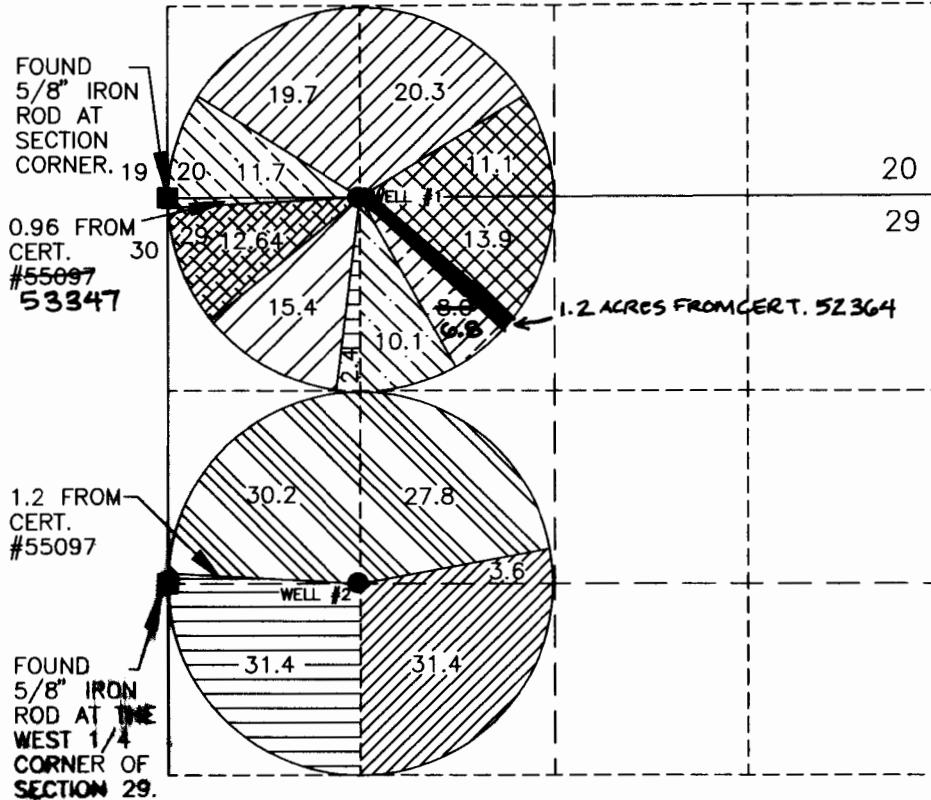 FOUND
5/8" IRON
ROD AT
SECTION
CORNER.
19 20
19.7 20.3
11.7 11.1
20
WELL #1
29
0.96 FROM
CERT.
#55097
53347
30
29
12.64
13.9
15.4
8.0
6.8
1.2 ACRES FROM CERT. 52364
10.1
2.4
30.2 27.8
1.2 FROM
CERT.
#55097
3.6
WELL #2
31.4 31.4
FOUND
5/8" IRON
ROD AT THE
WEST 1/4
CORNER OF
SECTION 29.